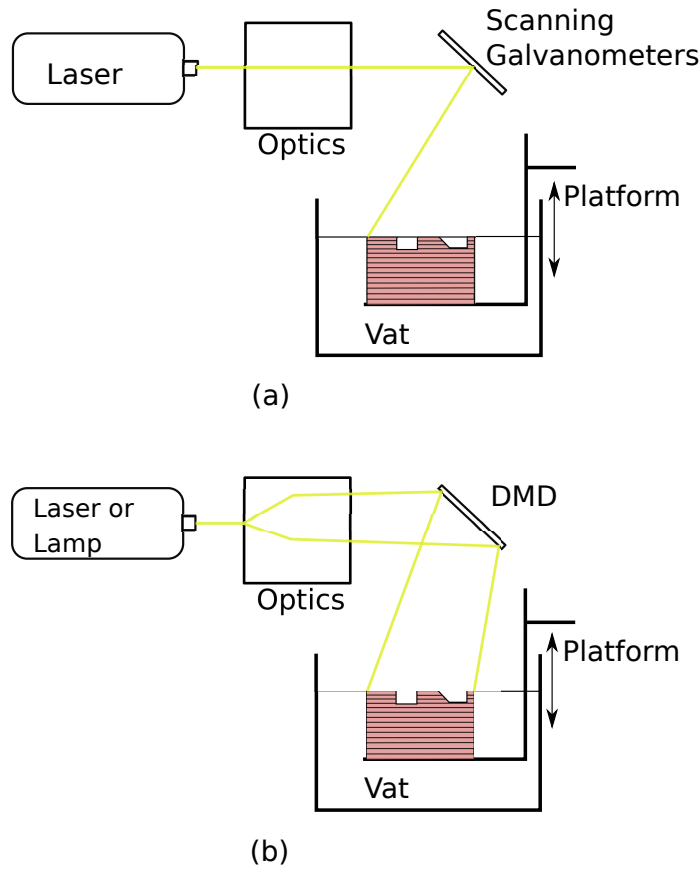 Laser
Optics
Scanning
Galvanometers
Platform
Vat
(a)
Laser or
Lamp
Optics
DMD
Platform
Vat
(b)